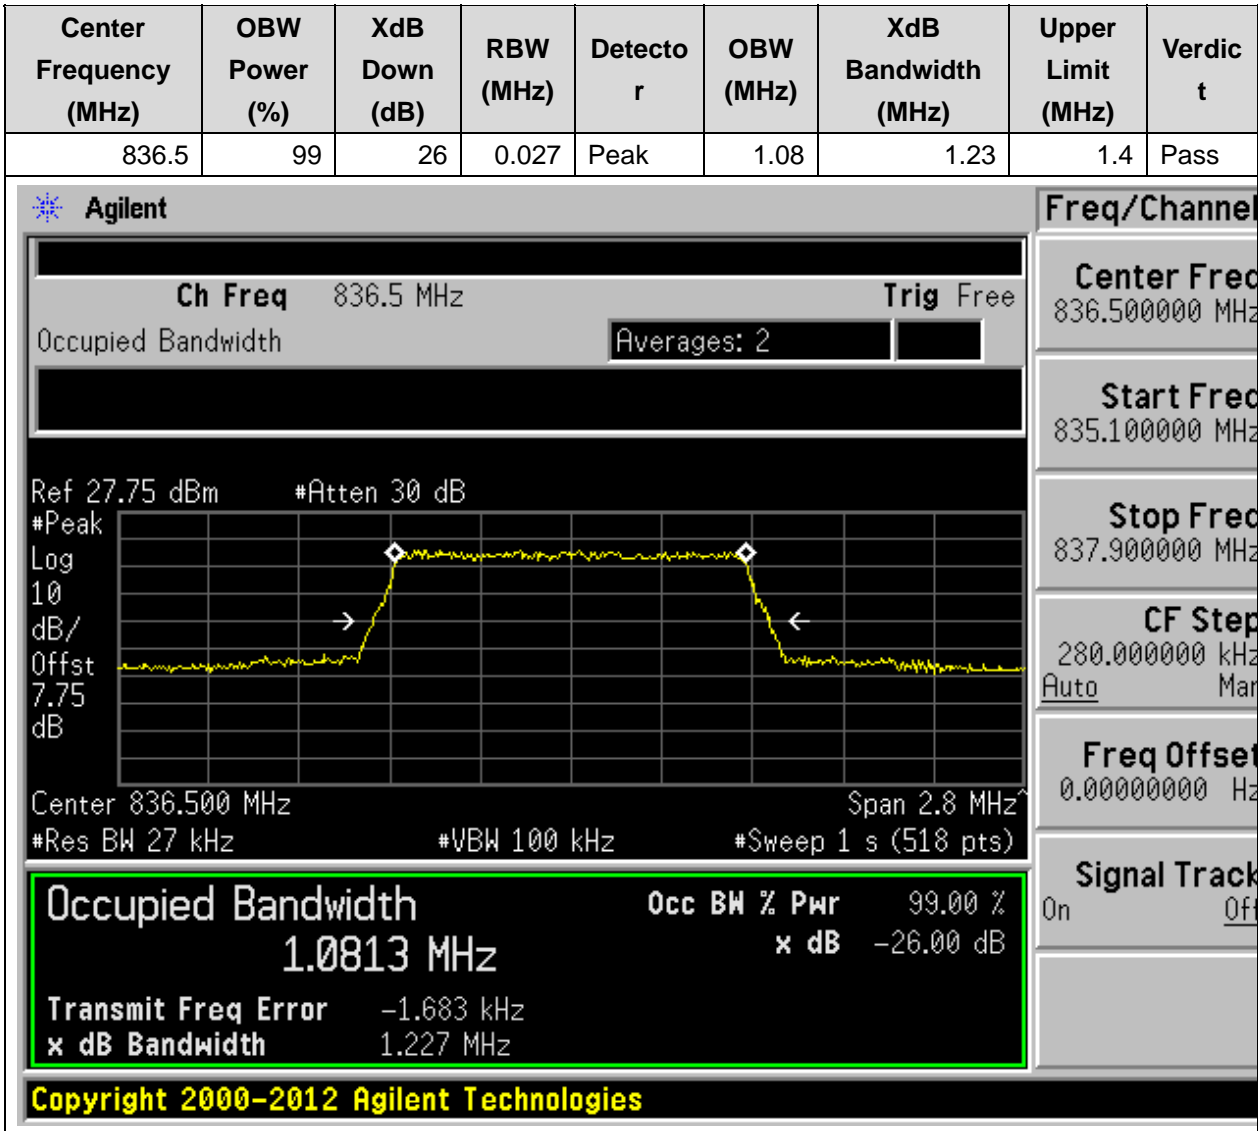 Center Frequency (MHz) OBW Power (%) XdB Down (dB) RBW (MHz) Detecto r OBW (MHz) XdB Bandwidth (MHz) Upper Limit (MHz) Verdic t
836.5 99 26 0.027 Peak 1.08 1.23 1.4 Pass
Agilent
Freq/Channel
Ch Freq 836.5 MHz Trig Free
Occupied Bandwidth Averages: 2
Center Freq
836.500000 MHz
Start Freq
835.100000 MHz
Stop Freq
837.900000 MHz
CF Step
280.000000 kHz
Auto Man
Freq Offset
0.00000000 Hz
Signal Track
On Off
Ref 27.75 dBm #Atten 30 dB
#Peak
Log
10
dB/
Offst
7.75
dB
Center 836.500 MHz Span 2.8 MHz^
#Res BW 27 kHz #VBW 100 kHz #Sweep 1 s (518 pts)
Occupied Bandwidth Occ BW % Pwr 99.00 %
1.0813 MHz x dB -26.00 dB
Transmit Freq Error -1.683 kHz
x dB Bandwidth 1.227 MHz
Copyright 2000-2012 Agilent Technologies